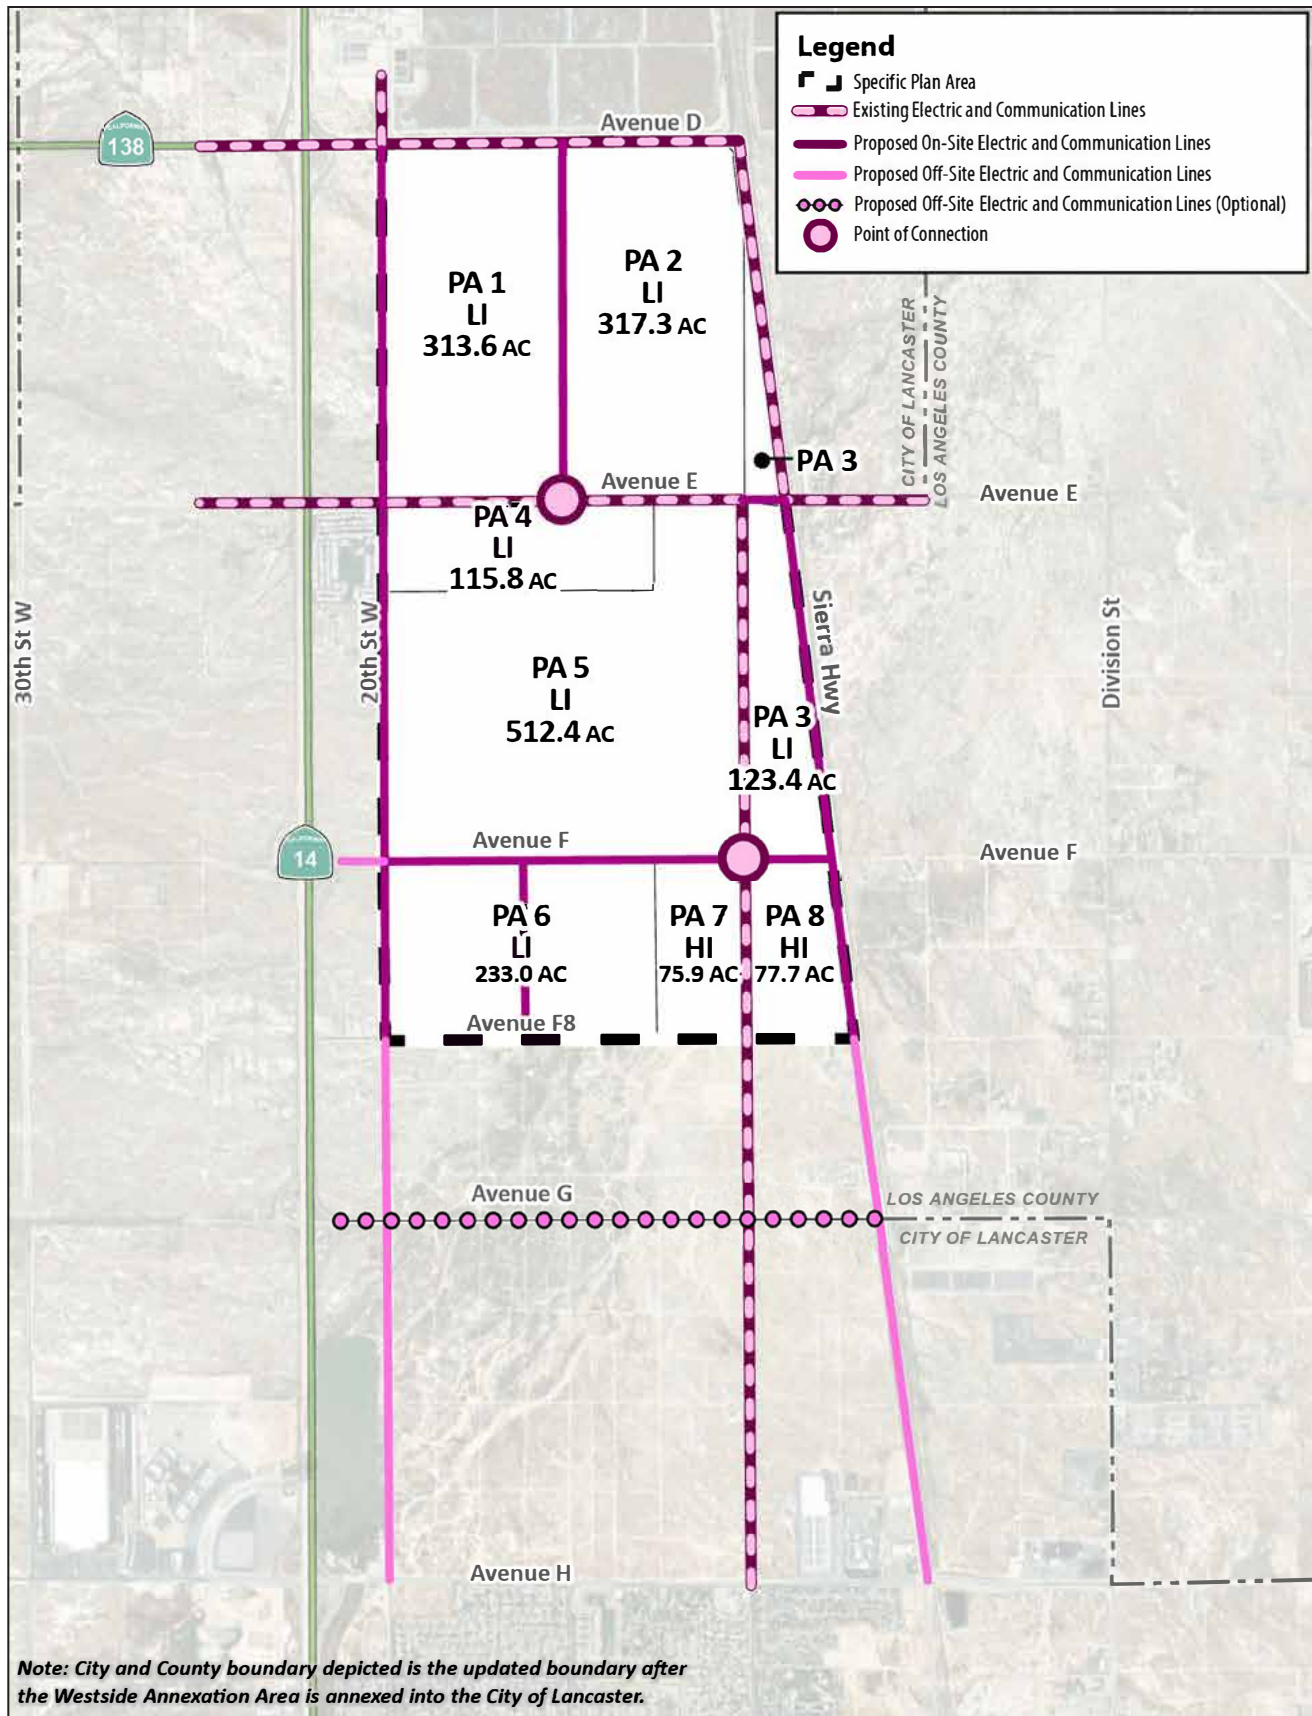 Legend
Specific Plan Area
Existing Electric and Communication Lines
Proposed On-Site Electric and Communication Lines
Proposed Off-Site Electric and Communication Lines
Proposed Off-Site Electric and Communication Lines (Optional)
Point of Connection
Avenue D
CALIFORNIA
138
PA 1
LI
313.6 AC
PA 2
LI
317.3 AC
CITY OF LANCASTER
LOS ANGELES COUNTY
PA 3
Avenue E
Avenue E
PA 4
LI
115.8 AC
30th St W
20th St W
Sierra Hwy
Division St
PA 5
LI
512.4 AC
PA 3
LI
123.4 AC
CALIFORNIA
14
Avenue F
Avenue F
PA 6
LI
233.0 AC
PA 7
HI
75.9 AC
PA 8
HI
77.7 AC
Avenue F8
Avenue G
LOS ANGELES COUNTY
CITY OF LANCASTER
Avenue H
Note: City and County boundary depicted is the updated boundary after
the Westside Annexation Area is annexed into the City of Lancaster.